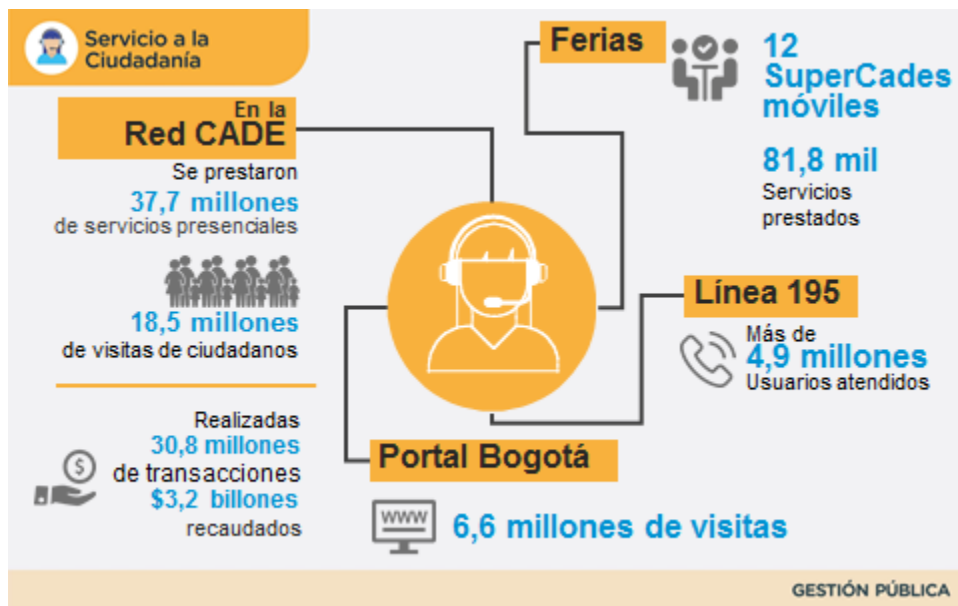 Servicio a la
Ciudadanía
En la
Red CADE
Se prestaron
37,7 millones
de servicios presenciales
18,5 millones
de visitas de ciudadanos
Realizadas
30,8 millones
de transacciones
$3,2 billones
recaudados
Ferias
12
SuperCades
móviles
81,8 mil
Servicios
prestados
Línea 195
Más de
4,9 millones
Usuarios atendidos
Portal Bogotá
www
6,6 millones de visitas
GESTIÓN PÚBLICA